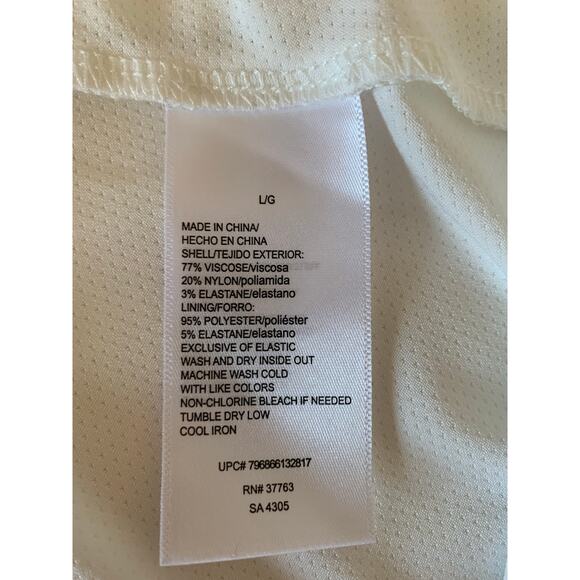 L/G
MADE IN CHINA/
HECHO EN CHINA
SHELL/TEJIDO EXTERIOR:
77% VISCOSE/viscosa
20% NYLON/poliamida
3% ELASTANE/elastano
LINING/FORRO:
95% POLYESTER/poliéster
5% ELASTANE/elastano
EXCLUSIVE OF ELASTIC
WASH AND DRY INSIDE OUT
MACHINE WASH COLD
WITH LIKE COLORS
NON-CHLORINE BLEACH IF NEEDED
TUMBLE DRY LOW
COOL IRON
UPC# 796866132817
RN# 37763
SA 4305